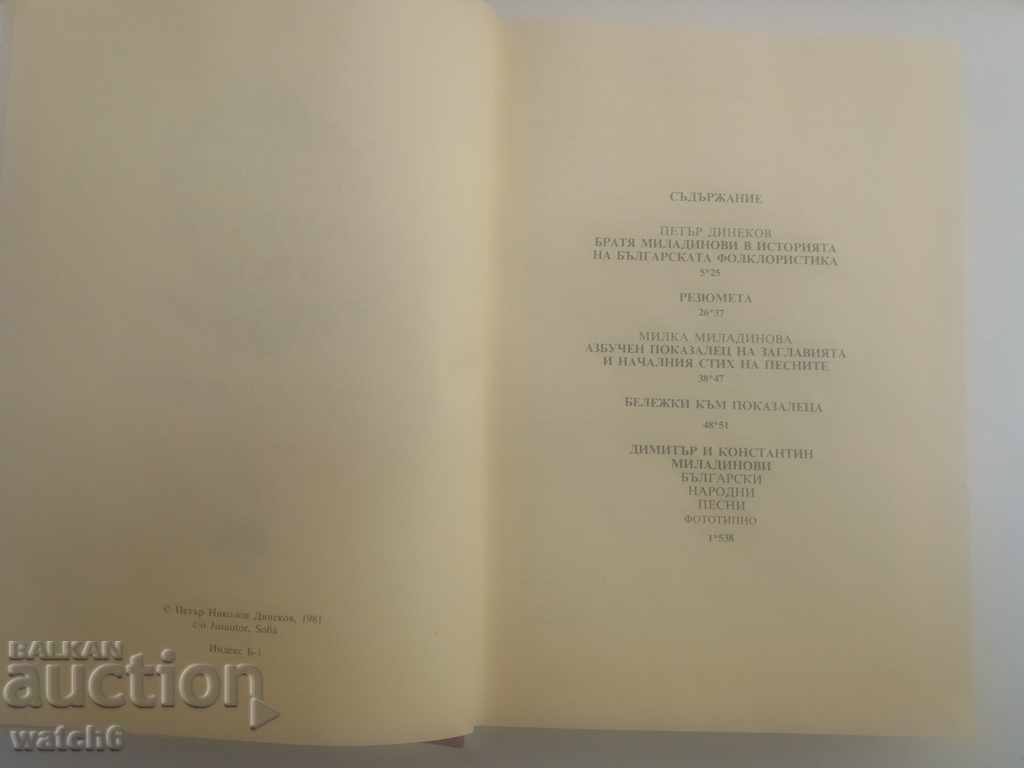 © Петър Николов Динеков, 1981
c/o Jusautor, Sofia
Индекс Б-1
СЪДЪРЖАНИЕ
ПЕТЪР ДИНЕКОВ
БРАТЯ МИЛАДИНОВИ В ИСТОРИЯТА
НА БЪЛГАРСКАТА ФОЛКЛОРИСТИКА
5*25
РЕЗЮМЕТА
26*37
МИЛКА МИЛАДИНОВА
АЗБУЧЕН ПОКАЗАЛЕЦ НА ЗАГЛАВИЯТА
И НАЧАЛНИЯ СТИХ НА ПЕСНИТЕ
38*47
БЕЛЕЖКИ КЪМ ПОКАЗАЛЕЦА
48*51
ДИМИТЪР И КОНСТАНТИН
МИЛАДИНОВИ
БЪЛГАРСКИ
НАРОДНИ
ПЕСНИ
ФОТОТИПНО
1*538
BALKAN
auction
watch6